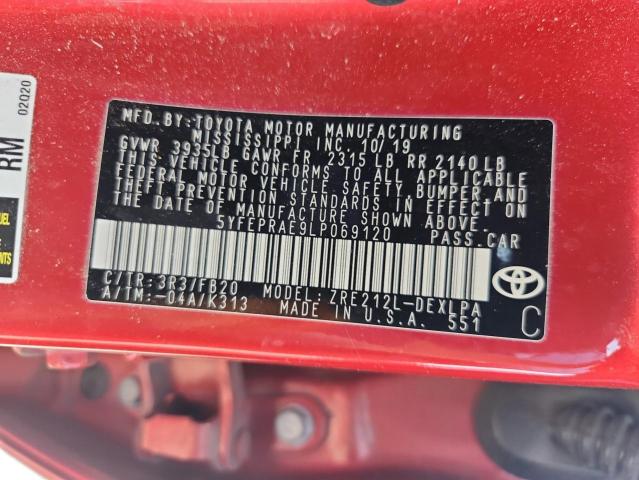 02Q20
RM
MFD. BY: TOYOTA MOTOR MANUFACTURING
MISSISSIPPI INC. 10/19
GVWR 3935LB GAWR FR 2315 LB RR 2140 LB
THIS VEHICLE CONFORMS TO ALL APPLICABLE
FEDERAL MOTOR VEHICLE SAFETY, BUMPER, AND
THEFT PREVENTION STANDARDS IN EFFECT ON
THE DATE OF MANUFACTURE SHOWN ABOVE.
5YFEPRAE9LP069120 PASS.CAR
C/TR: 3R3/FB20 MODEL: ZRE212L-DEXLPA
A/TM: -04A/K313 MADE IN U.S.A. 551
C